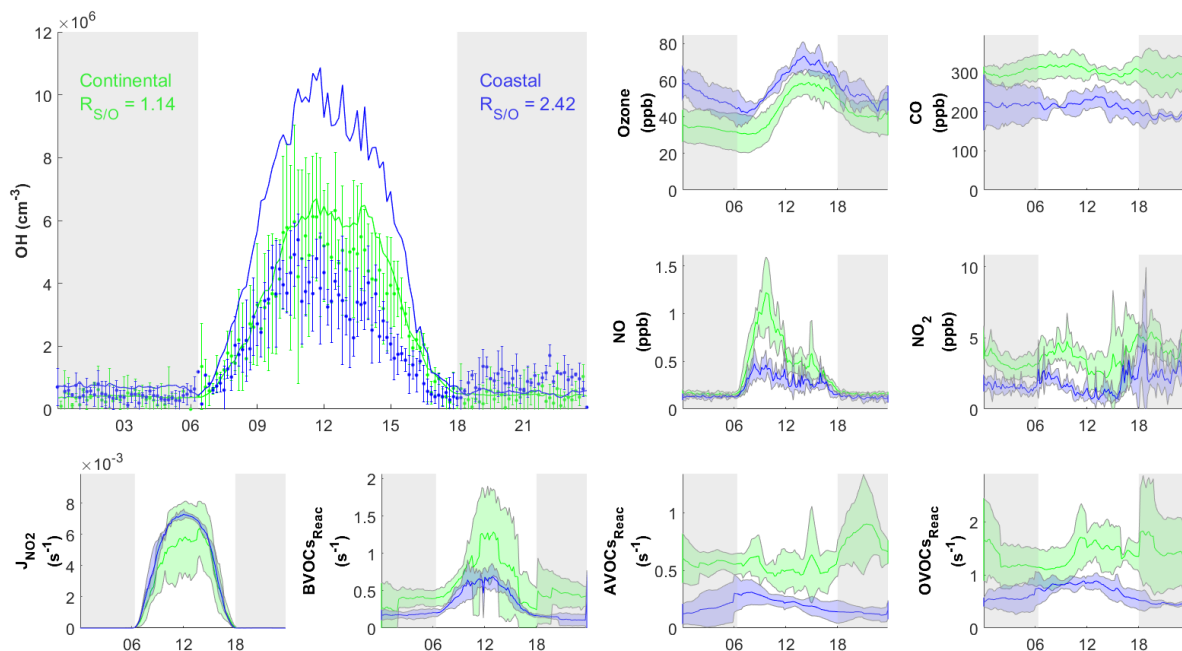 ×10⁶
12
10
8
6
4
2
0
OH (cm⁻³)
Continental
R_S/O = 1.14
Coastal
R_S/O = 2.42
03 06 09 12 15 18 21
80
60
40
20
0
Ozone
(ppb)
06 12 18
300
200
100
0
CO
(ppb)
06 12 18
1.5
1
0.5
0
NO
(ppb)
06 12 18
10
5
0
NO₂
(ppb)
06 12 18
×10⁻³
8
6
4
2
0
J_NO2
(s⁻¹)
06 12 18
2
1.5
1
0.5
0
BVOCs_Reac
(s⁻¹)
06 12 18
1
0.5
0
AVOCs_Reac
(s⁻¹)
06 12 18
2
1
0
OVOCs_Reac
(s⁻¹)
06 12 18